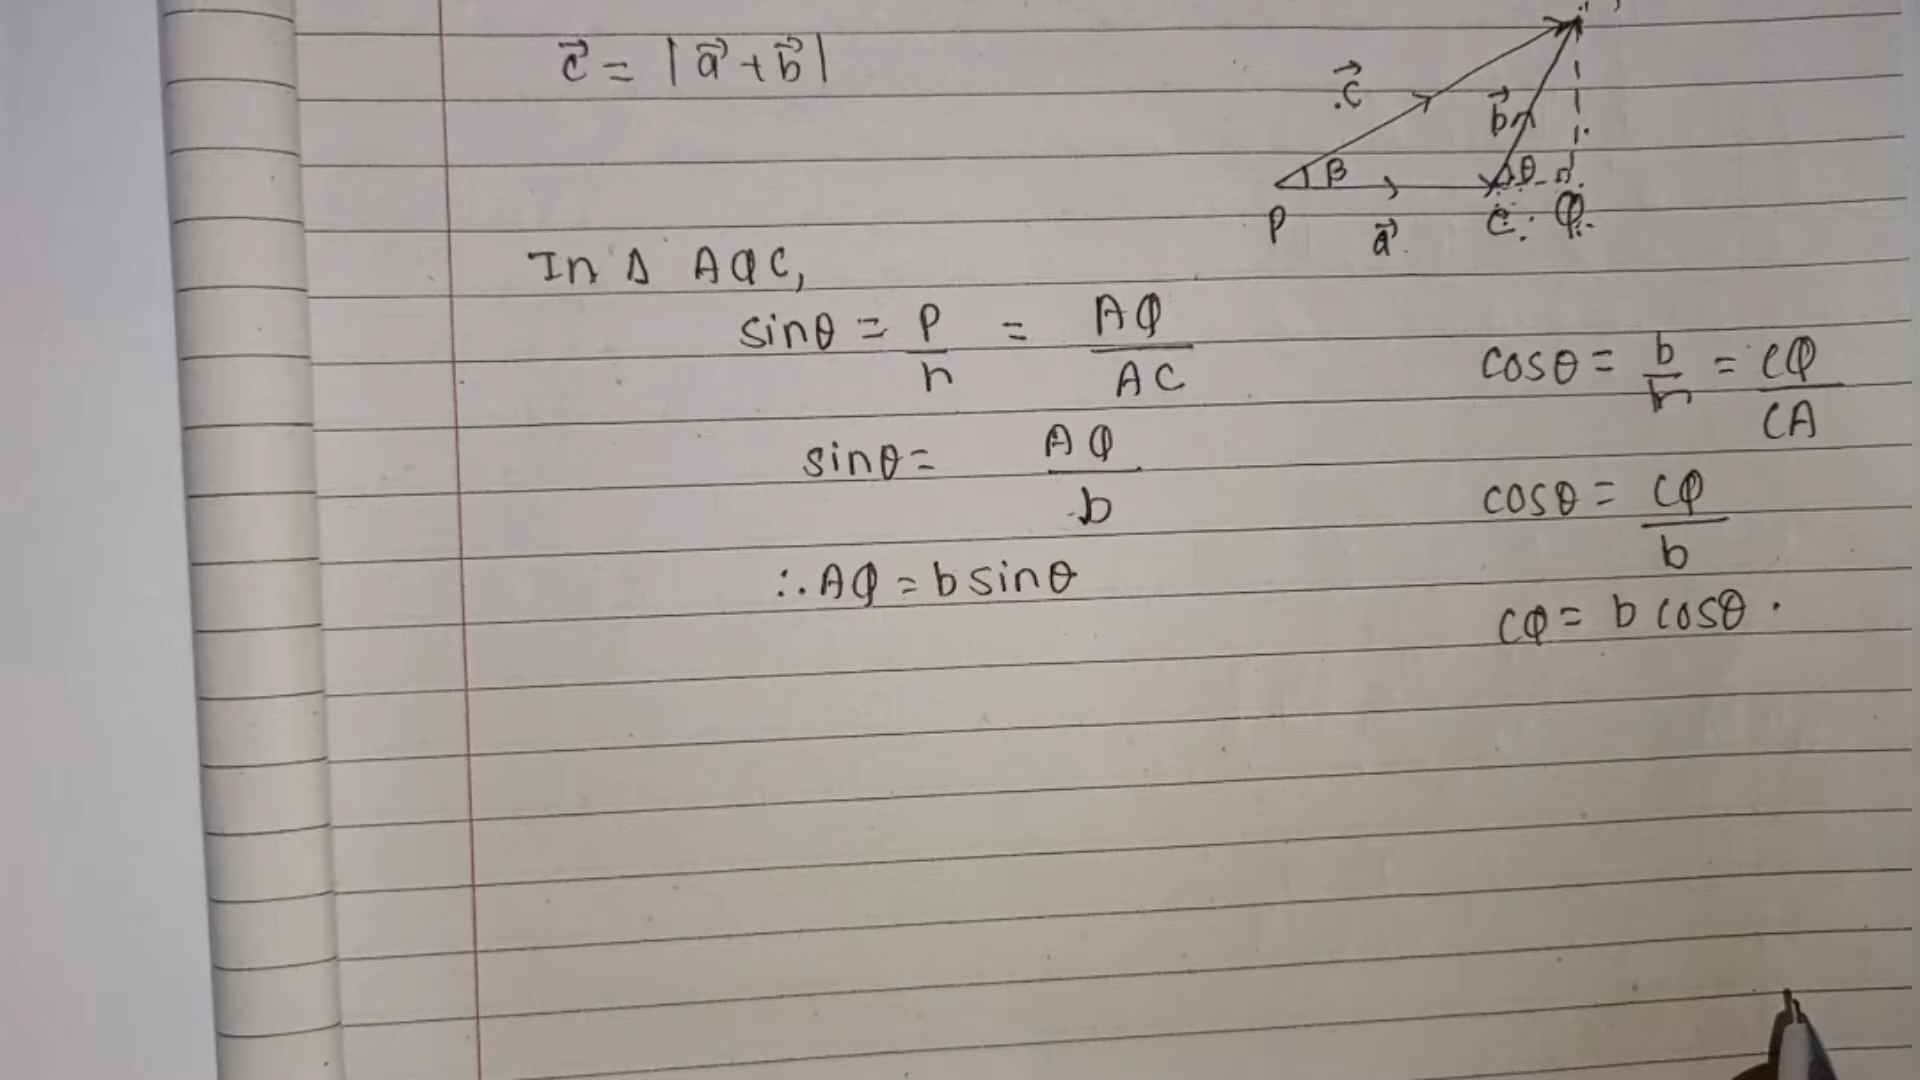 c⃗ = | a⃗ + b⃗ |
c⃗
b⃗
β
θ
P
a⃗
C
Q
In Δ AQC,
sinθ = p/h = AQ/AC
sinθ = AQ/b
∴ AQ = b sinθ
cosθ = b/h = CQ/CA
cosθ = CQ/b
CQ = b cosθ.